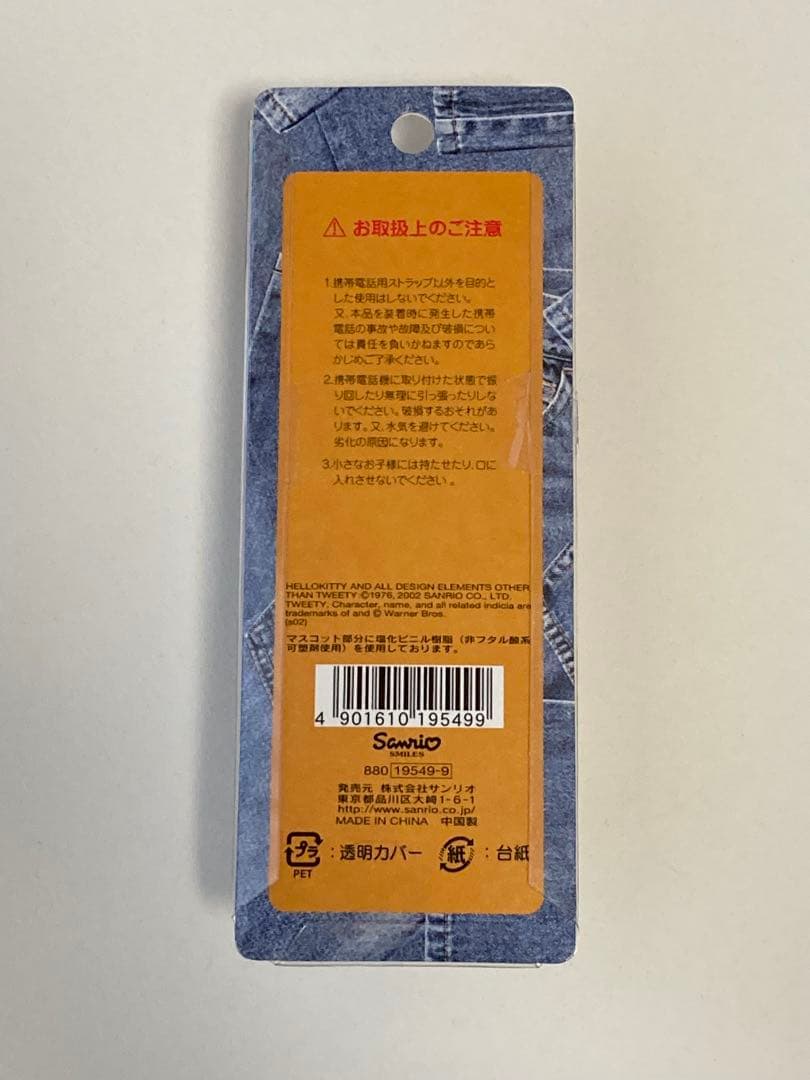 ⚠ お取扱上のご注意
1.携帯電話用ストラップ以外を目的と
した使用はしないでください。
又、本品を装着時に発生した携帯
電話の事故や故障及び破損につい
ては責任を負いかねますのであら
かじめご了承ください。
2.携帯電話機に取り付けた状態で振
り回したり無理に引っ張ったりしな
いでください。破損するおそれがあ
ります。又、水気を避けてください。
劣化の原因になります。
3.小さなお子様には持たせたり、口に
入れさせないでください。
HELLOKITTY AND ALL DESIGN ELEMENTS OTHER
THAN TWEETY ©1976, 2002 SANRIO CO., LTD.
TWEETY, Character, name, and all related indicia are
trademarks of and © Warner Bros.
(s02)
マスコット部分に塩化ビニル樹脂（非フタル酸系
可塑剤使用）を使用しております。
4 901610 195499
Sanrio
SMILES
880 19549-9
発売元 株式会社サンリオ
東京都品川区大崎1-6-1
http://www.sanrio.co.jp/
MADE IN CHINA 中国製
プラ：透明カバー 紙：台紙
PET